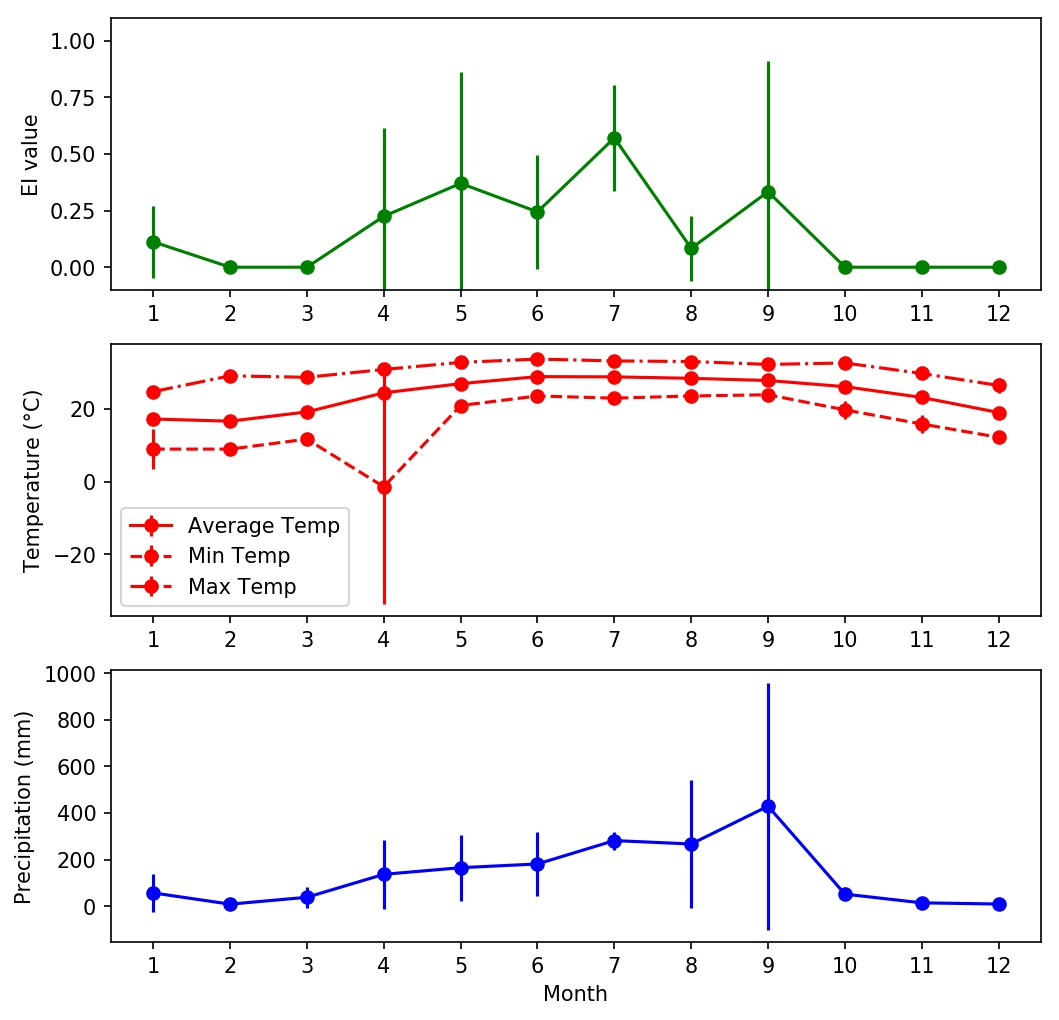 1.00
0.75
0.50
0.25
0.00
EI value
1 2 3 4 5 6 7 8 9 10 11 12
20
0
−20
Temperature (°C)
Average Temp
Min Temp
Max Temp
1 2 3 4 5 6 7 8 9 10 11 12
1000
800
600
400
200
0
Precipitation (mm)
1 2 3 4 5 6 7 8 9 10 11 12
Month